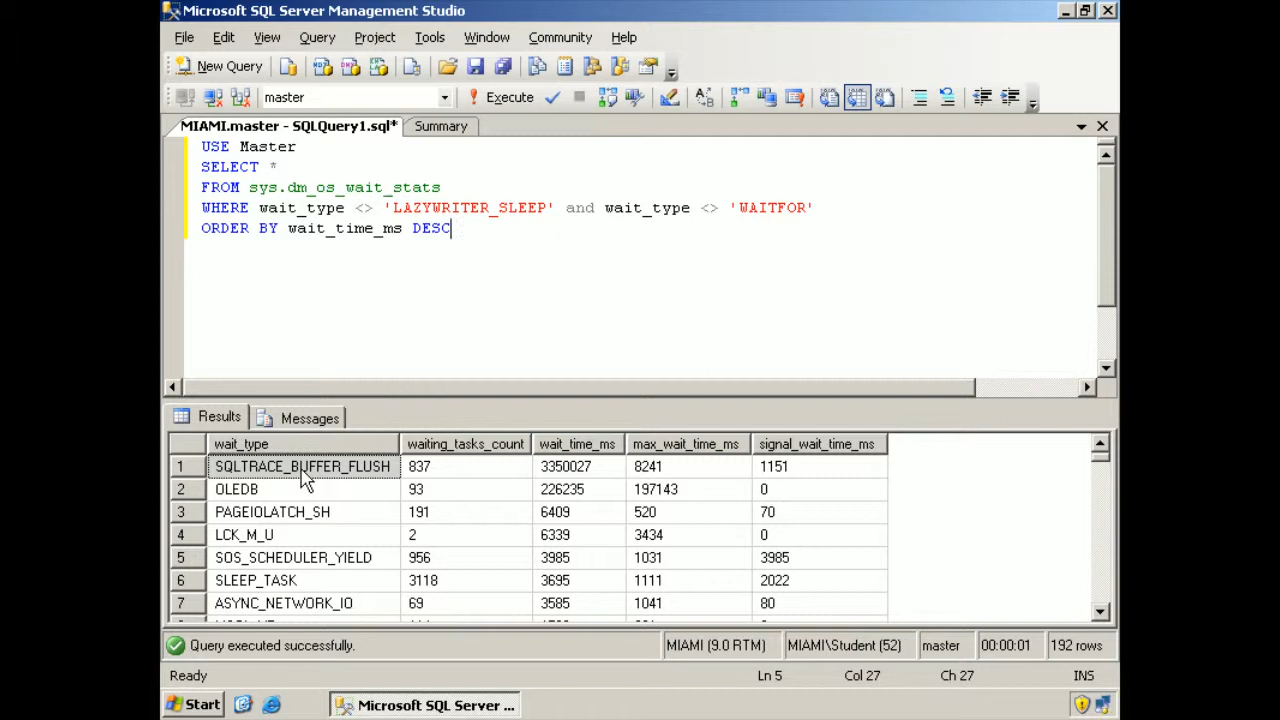 Microsoft SQL Server Management Studio
File Edit View Query Project Tools Window Community Help
New Query
master Execute
MIAMI.master - SQLQuery1.sql* Summary
USE Master
SELECT *
FROM sys.dm_os_wait_stats
WHERE wait_type <> 'LAZYWRITER_SLEEP' and wait_type <> 'WAITFOR'
ORDER BY wait_time_ms DESC
Results Messages
wait_type waiting_tasks_count wait_time_ms max_wait_time_ms signal_wait_time_ms
1 SQLTRACE_BUFFER_FLUSH 837 3350027 8241 1151
2 OLEDB 93 226235 197143 0
3 PAGEIOLATCH_SH 191 6409 520 70
4 LCK_M_U 2 6339 3434 0
5 SOS_SCHEDULER_YIELD 956 3985 1031 3985
6 SLEEP_TASK 3118 3695 1111 2022
7 ASYNC_NETWORK_IO 69 3585 1041 80
Query executed successfully. MIAMI (9.0 RTM) MIAMI\Student (52) master 00:00:01 192 rows
Ready Ln 5 Col 27 Ch 27 INS
Start Microsoft SQL Server ...